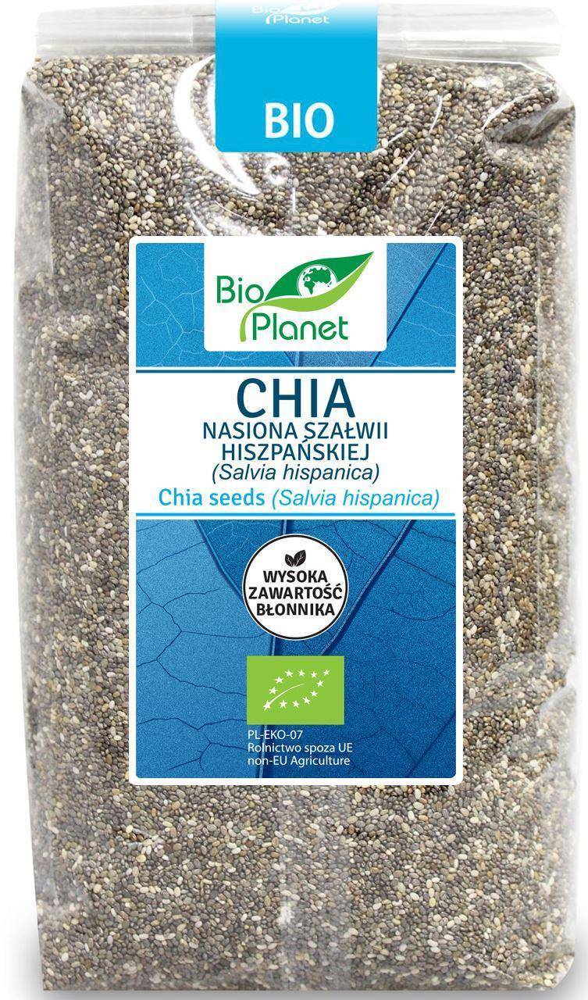 Bio
Planet
BIO
Bio
Planet
CHIA
NASIONA SZAŁWII
HISZPAŃSKIEJ
(Salvia hispanica)
Chia seeds (Salvia hispanica)
WYSOKA
ZAWARTOŚĆ
BŁONNIKA
PL-EKO-07
Rolnictwo spoza UE
non-EU Agriculture